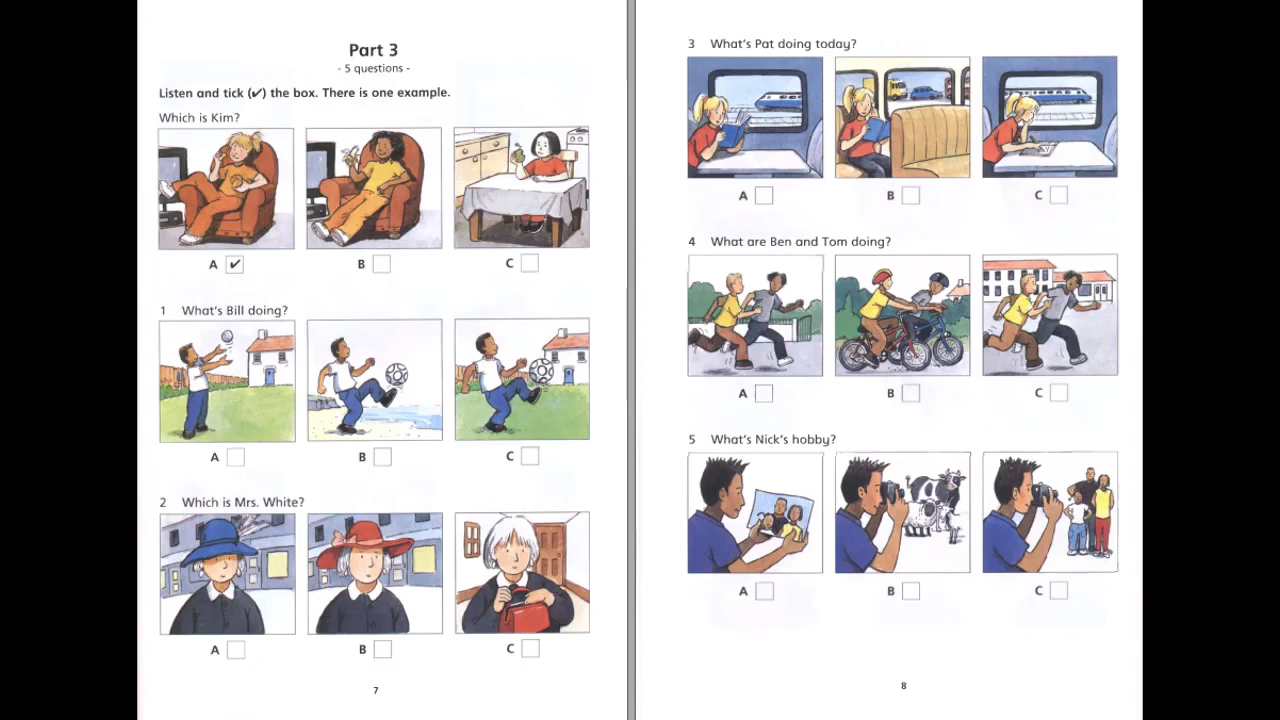 Part 3
- 5 questions -
Listen and tick (✔) the box. There is one example.
Which is Kim?
A ✔ B C
1 What's Bill doing?
A B C
2 Which is Mrs. White?
A B C
7
3 What's Pat doing today?
A B C
4 What are Ben and Tom doing?
A B C
5 What's Nick's hobby?
A B C
8